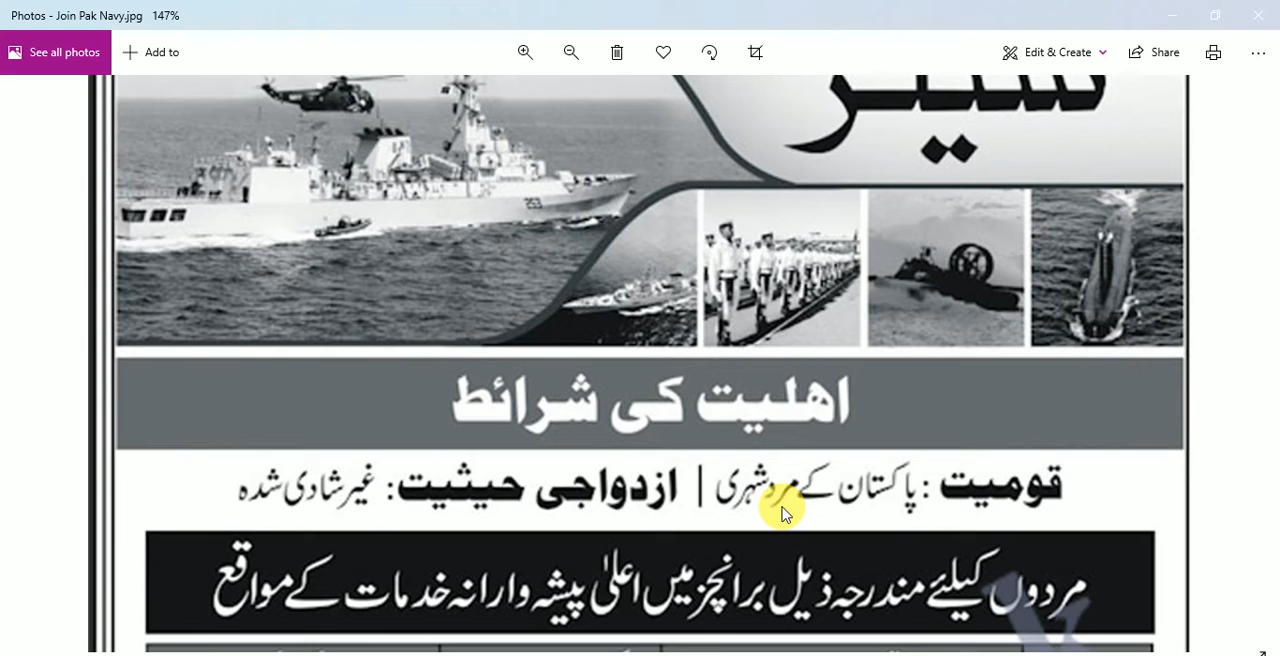 Photos - Join Pak Navy.jpg 147%
See all photos
Add to
Edit & Create
Share
253
اهلیت کی شرائط
قومیت : پاکستان کے مرد شہری | ازدواجی حیثیت : غیر شادی شدہ
مردوں کیلئے مندرجہ ذیل برانچز میں اعلیٰ پیشہ وارانہ خدمات کے مواقع